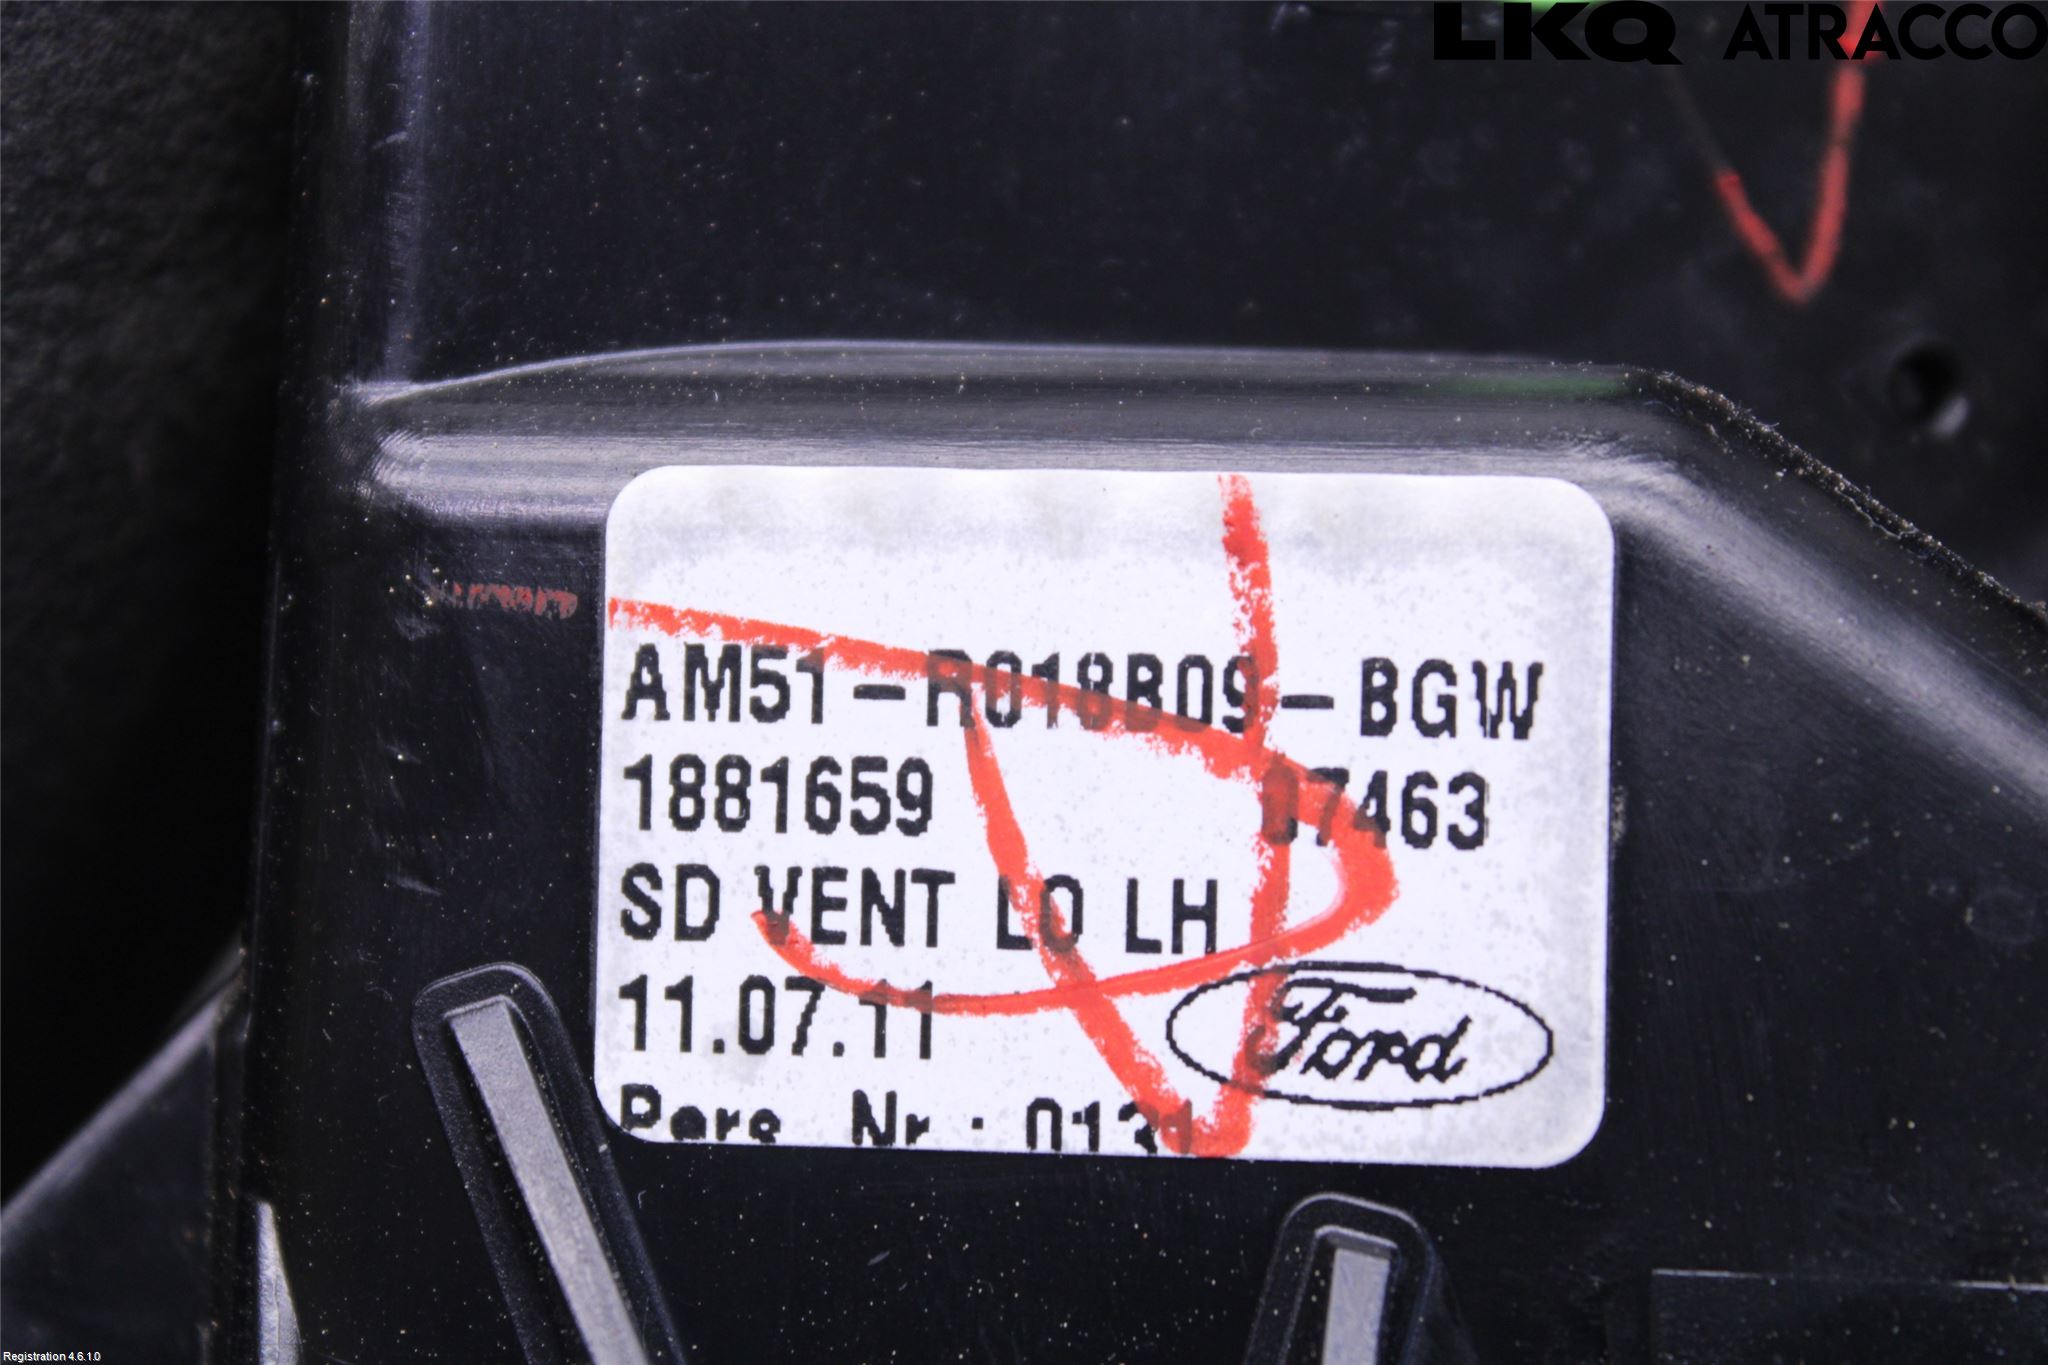 LKQ ATRACCO
AM51-R018B09-BGW
1881659 07463
SD VENT LO LH
11.07.11
Ford
Pers. Nr.: 0131
Registration 4.6.1.0